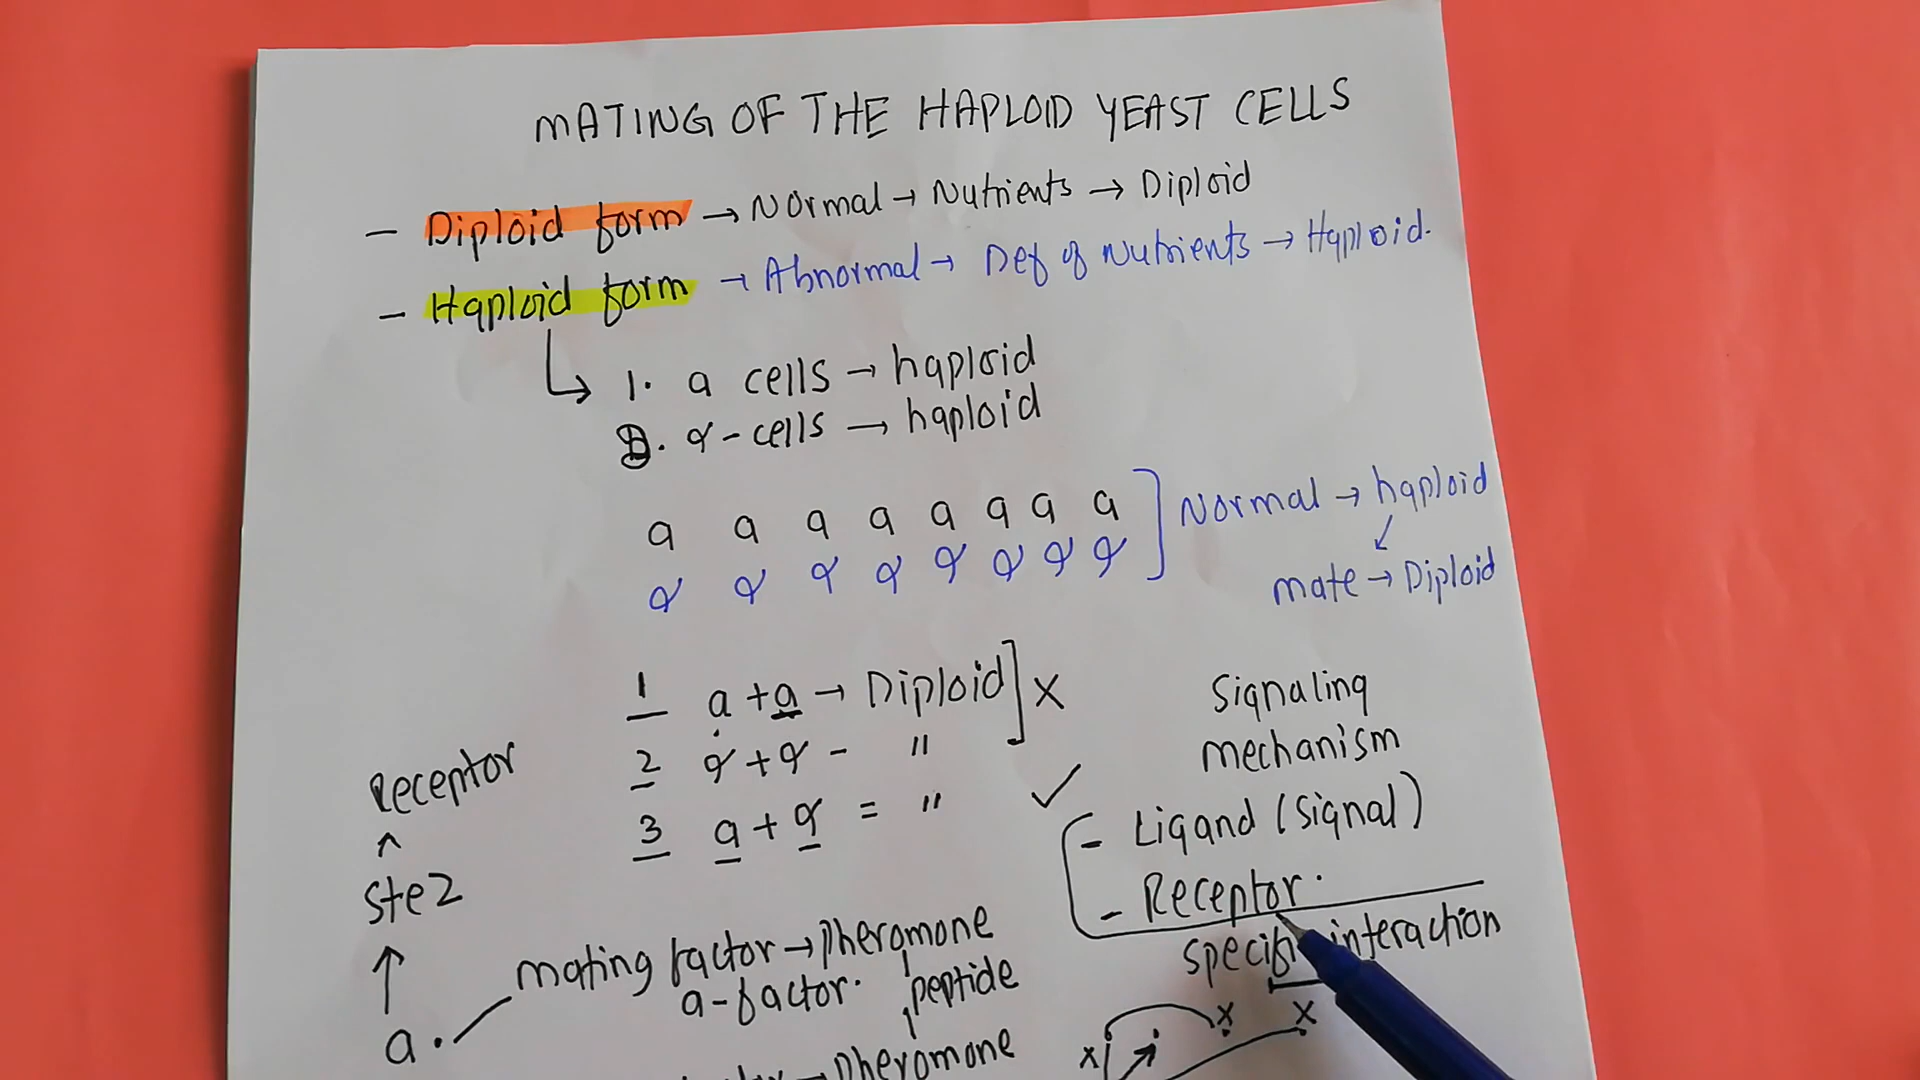 MATING OF THE HAPLOID YEAST CELLS
- Diploid form → Normal → Nutrients → Diploid
- Haploid form → Abnormal → Def of Nutrients → Haploid.
1. a cells → haploid
2. α-cells → haploid
a a a a a a a a ] Normal → haploid
α α α α α α α α mate → Diploid
1 a + a → Diploid ] X
2 α + α - "
3 a + α = " ✓
Signaling
mechanism
- Ligand (signal)
- Receptor.
interaction
x x
x
Receptor
^
Ste2
↑
a.
mating factor → pheromone
a-factor. peptide
pheromone